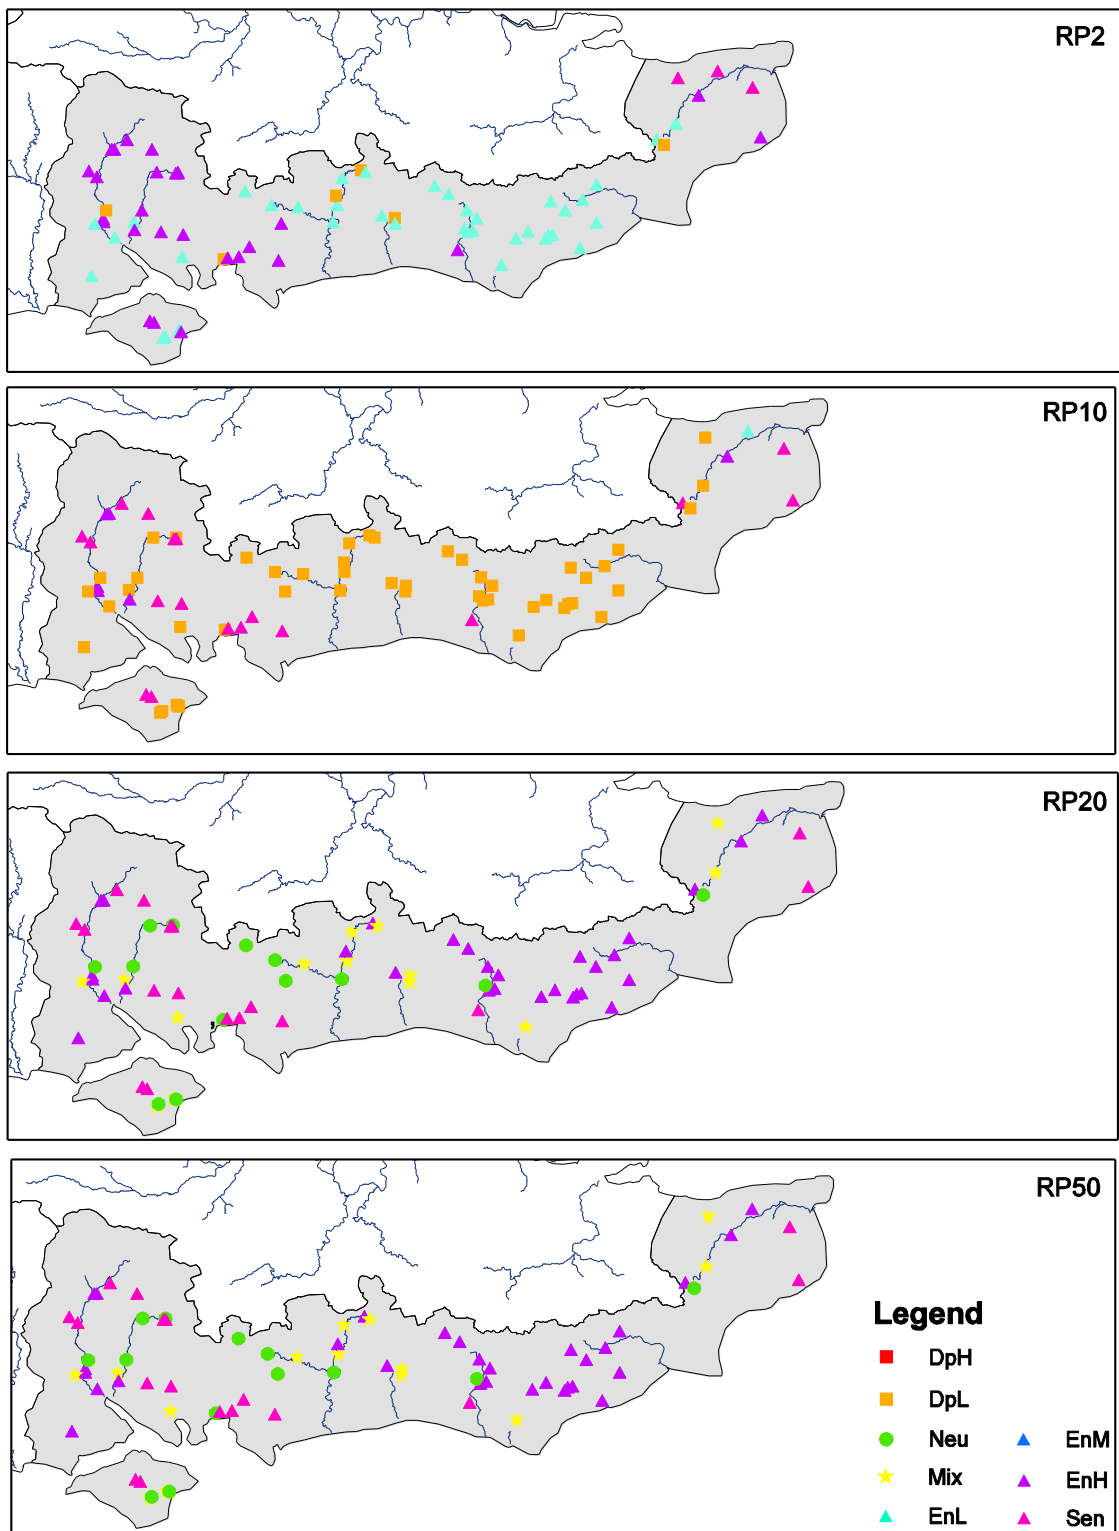 RP2
RP10
RP20
,
RP50
Legend
DpH
DpL
Neu
EnM
Mix
EnH
EnL
Sen